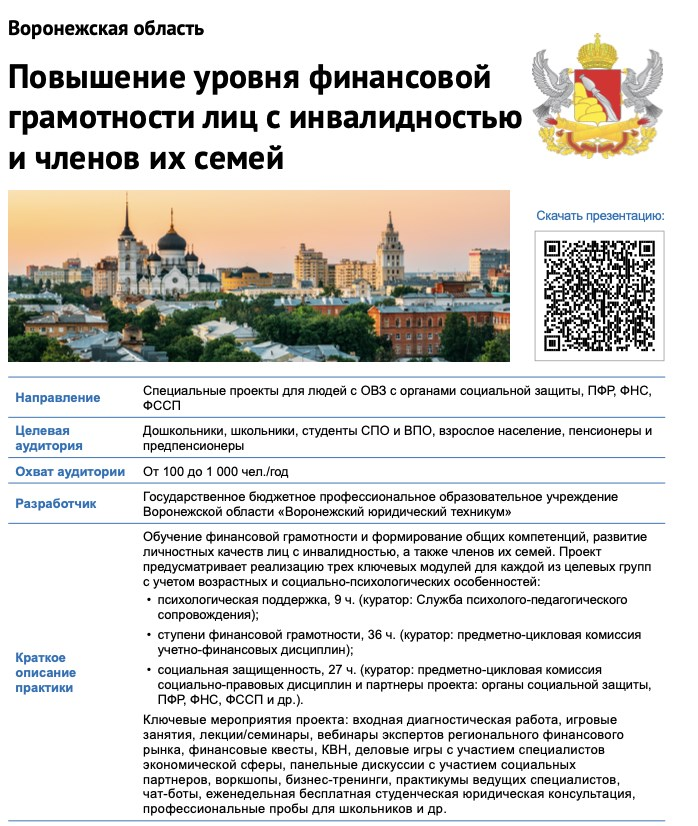 Воронежская область
Повышение уровня финансовой
грамотности лиц с инвалидностью
и членов их семей
Скачать презентацию:
Направление
Специальные проекты для людей с ОВЗ с органами социальной защиты, ПФР, ФНС,
ФССП
Целевая
аудитория
Дошкольники, школьники, студенты СПО и ВПО, взрослое население, пенсионеры и
предпенсионеры
Охват аудитории
От 100 до 1 000 чел./год
Разработчик
Государственное бюджетное профессиональное образовательное учреждение
Воронежской области «Воронежский юридический техникум»
Краткое
описание
практики
Обучение финансовой грамотности и формирование общих компетенций, развитие
личностных качеств лиц с инвалидностью, а также членов их семей. Проект
предусматривает реализацию трех ключевых модулей для каждой из целевых групп
с учетом возрастных и социально-психологических особенностей:
• психологическая поддержка, 9 ч. (куратор: Служба психолого-педагогического
сопровождения);
• ступени финансовой грамотности, 36 ч. (куратор: предметно-цикловая комиссия
учетно-финансовых дисциплин);
• социальная защищенность, 27 ч. (куратор: предметно-цикловая комиссия
социально-правовых дисциплин и партнеры проекта: органы социальной защиты,
ПФР, ФНС, ФССП и др.).
Ключевые мероприятия проекта: входная диагностическая работа, игровые
занятия, лекции/семинары, вебинары экспертов регионального финансового
рынка, финансовые квесты, КВН, деловые игры с участием специалистов
экономической сферы, панельные дискуссии с участием социальных
партнеров, воркшопы, бизнес-тренинги, практикумы ведущих специалистов,
чат-боты, еженедельная бесплатная студенческая юридическая консультация,
профессиональные пробы для школьников и др.